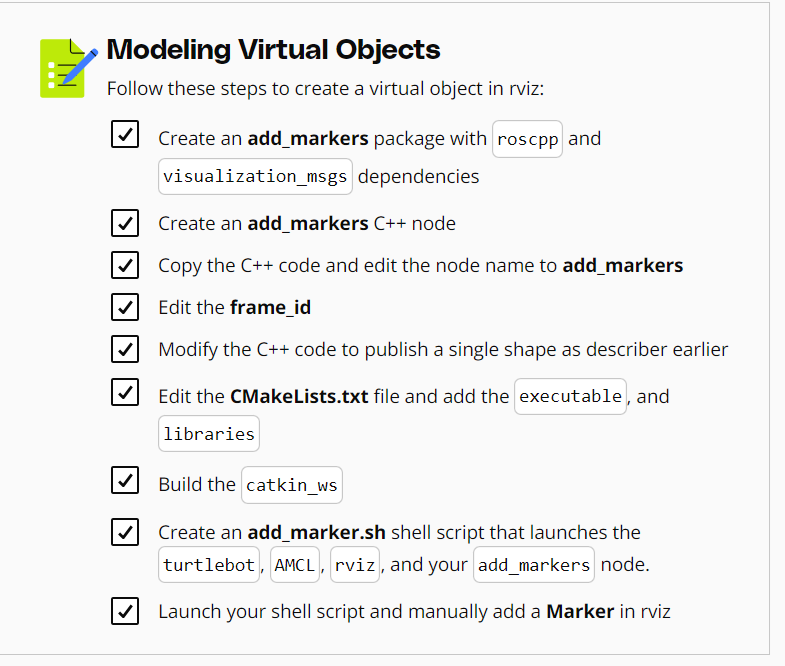 Modeling Virtual Objects
Follow these steps to create a virtual object in rviz:
Create an add_markers package with roscpp and
visualization_msgs dependencies
Create an add_markers C++ node
Copy the C++ code and edit the node name to add_markers
Edit the frame_id
Modify the C++ code to publish a single shape as describer earlier
Edit the CMakeLists.txt file and add the executable, and
libraries
Build the catkin_ws
Create an add_marker.sh shell script that launches the
turtlebot, AMCL, rviz, and your add_markers node.
Launch your shell script and manually add a Marker in rviz